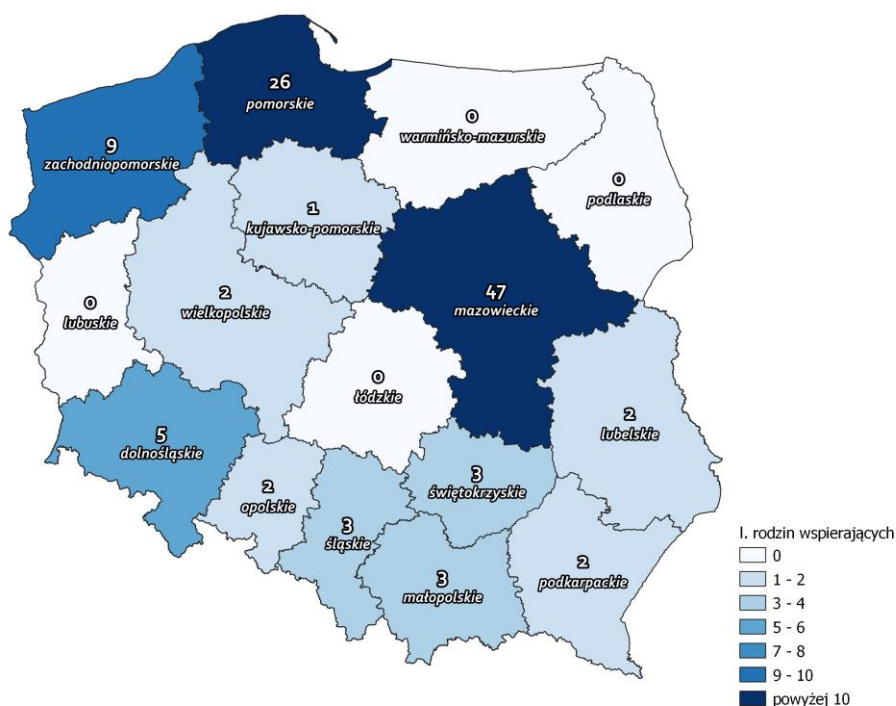 26
pomorskie
0
warmińsko-mazurskie
9
zachodniopomorskie
0
podlaskie
1
kujawsko-pomorskie
47
mazowieckie
2
wielkopolskie
0
lubuskie
0
łódzkie
2
lubelskie
5
dolnośląskie
3
świętokrzyskie
2
opolskie
3
śląskie
2
podkarpackie
3
małopolskie
l. rodzin wspierających
0
1 - 2
3 - 4
5 - 6
7 - 8
9 - 10
powyżej 10